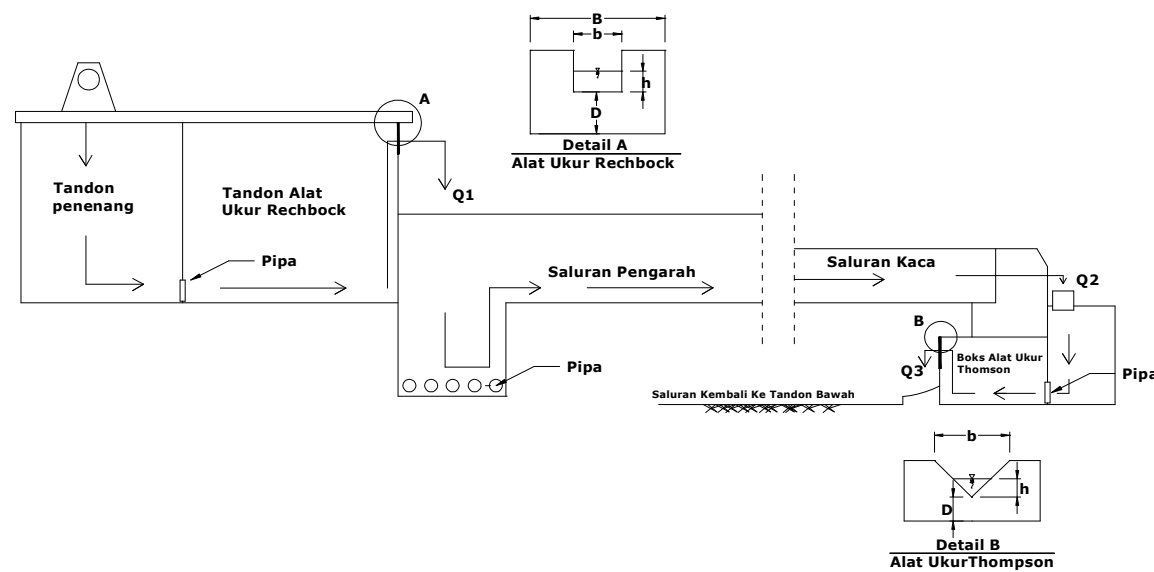 B
b
h
D
Detail A
Alat Ukur Rechbock
A
Tandon
penenang
Tandon Alat
Ukur Rechbock
Q1
Pipa
Saluran Pengarah
Saluran Kaca
Q2
B
Q3
Boks Alat Ukur
Thomson
Pipa
Pipa
Saluran Kembali Ke Tandon Bawah
b
h
D
Detail B
Alat UkurThompson